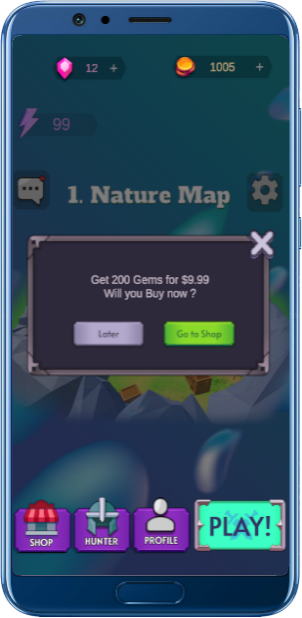 12 +
1005 +
99
1. Nature Map
Get 200 Gems for $9.99
Will you Buy now ?
Later
Go to Shop
SHOP
HUNTER
PROFILE
PLAY!